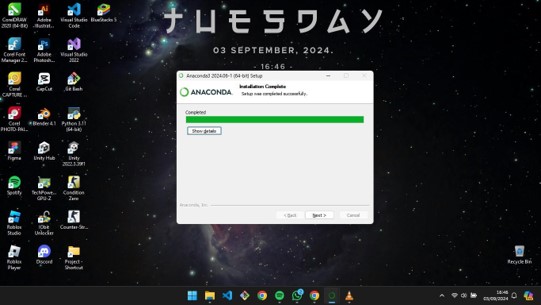 TUESDAY
03 SEPTEMBER, 2024.
- 16:46 -
CorelDRAW
2020 (64-Bit)
Adobe
Illustrat...
Visual Studio
Code
BlueStacks 5
Corel Font
Manager 2...
Adobe
Photosh...
Visual Studio
2022
Corel
CAPTURE ...
CapCut
Git Bash
Corel
PHOTO-PAI...
Blender 4.1
Python 3.11
(64-bit)
Figma
Unity Hub
Unity
2022.3.39f1
Spotify
TechPowe...
GPU-Z
Condition
Zero
Roblox
Studio
IObit
Unlocker
Counter-Str...
Roblox
Player
Discord
Project -
Shortcut
Recycle Bin
Anaconda3 2024.06-1 (64-bit) Setup
ANACONDA.
Installation Complete
Setup was completed successfully.
Completed
Show details
Anaconda, Inc.
< Back
Next >
Cancel
16:46
03/09/2024